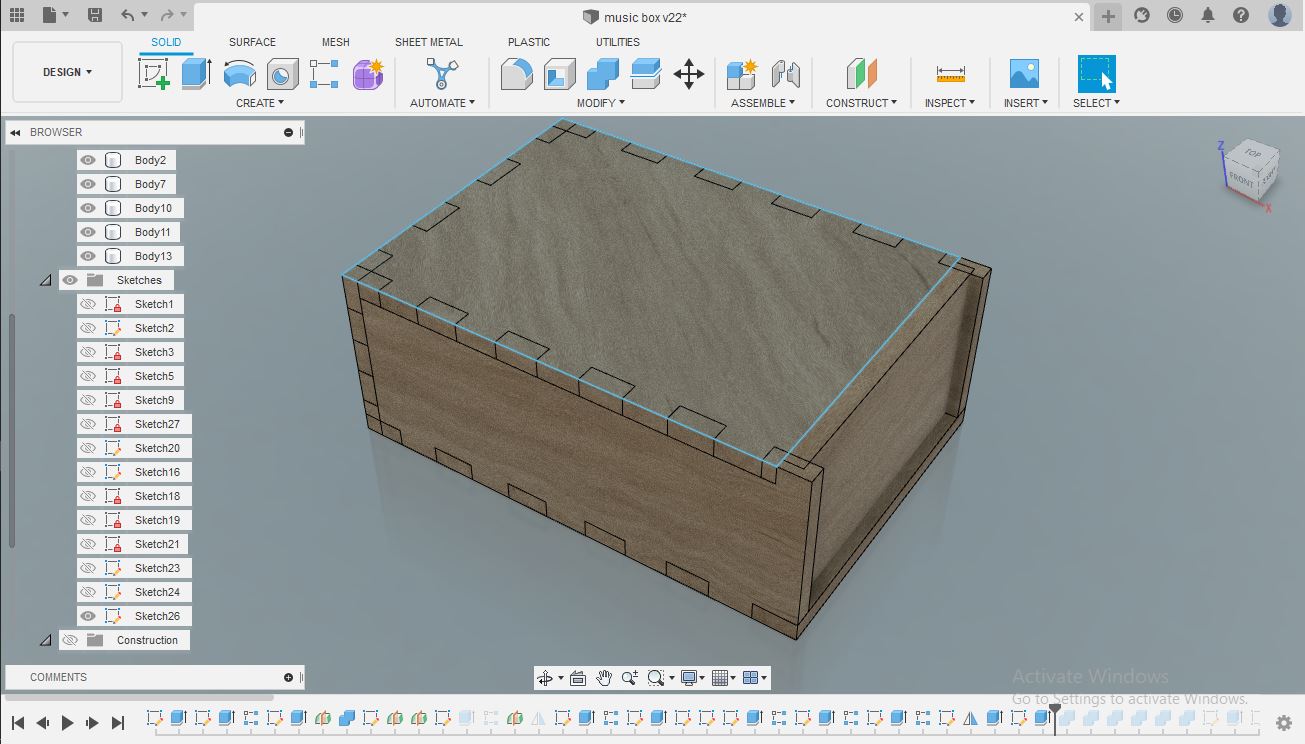 music box v22*
SOLID SURFACE MESH SHEET METAL PLASTIC UTILITIES
DESIGN
CREATE AUTOMATE MODIFY ASSEMBLE CONSTRUCT INSPECT INSERT SELECT
BROWSER
Body2
Body7
Body10
Body11
Body13
Sketches
Sketch1
Sketch2
Sketch3
Sketch5
Sketch9
Sketch27
Sketch20
Sketch16
Sketch18
Sketch19
Sketch21
Sketch23
Sketch24
Sketch26
Construction
Z
TOP
FRONT
X
COMMENTS
Activate Windows
Go to Settings to activate Windows.